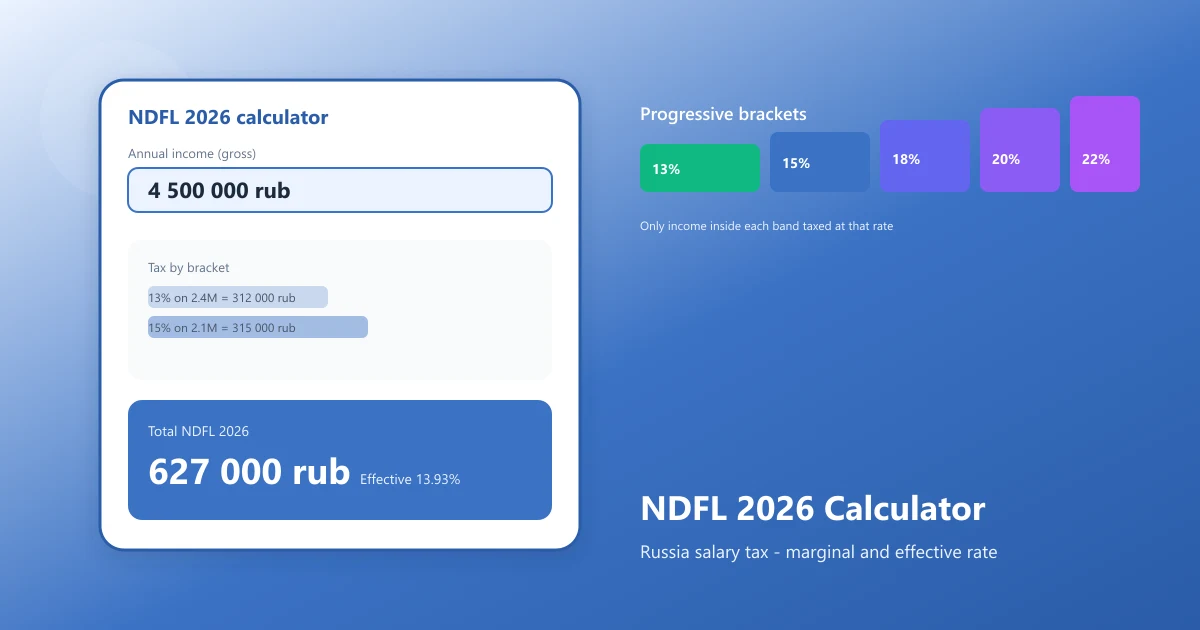 NDFL 2026 calculator
Annual income (gross)
4 500 000 rub
Tax by bracket
13% on 2.4M = 312 000 rub
15% on 2.1M = 315 000 rub
Total NDFL 2026
627 000 rub Effective 13.93%
Progressive brackets
13% 15% 18% 20% 22%
Only income inside each band taxed at that rate
NDFL 2026 Calculator
Russia salary tax - marginal and effective rate